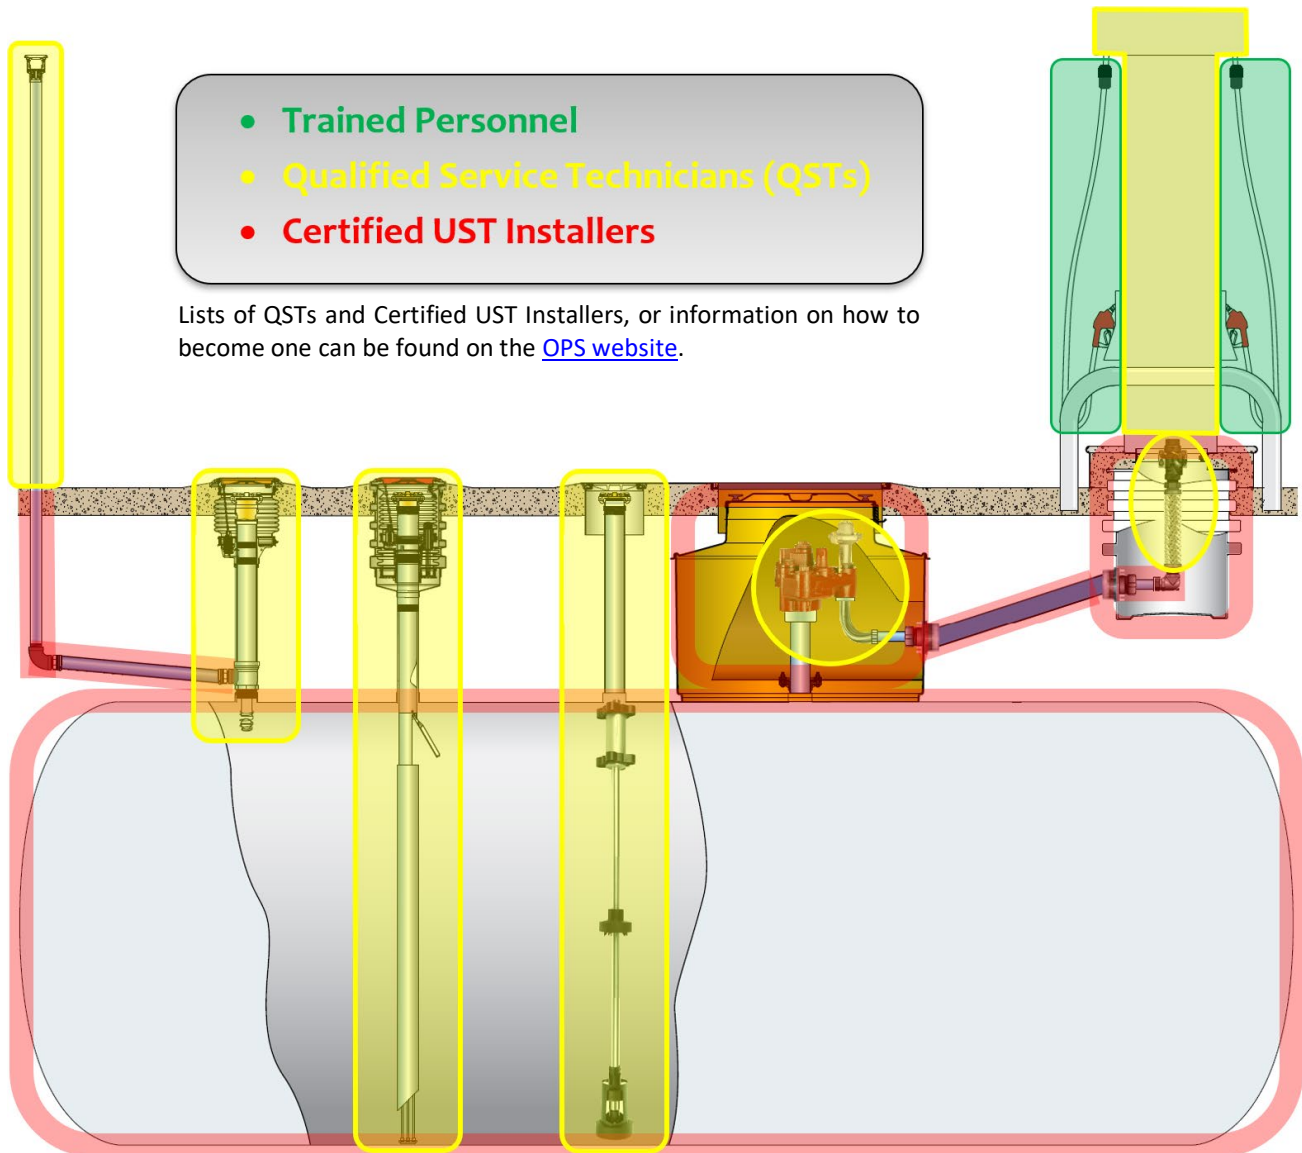 • Trained Personnel
• Qualified Service Technicians (QSTs)
• Certified UST Installers
Lists of QSTs and Certified UST Installers, or information on how to
become one can be found on the OPS website.